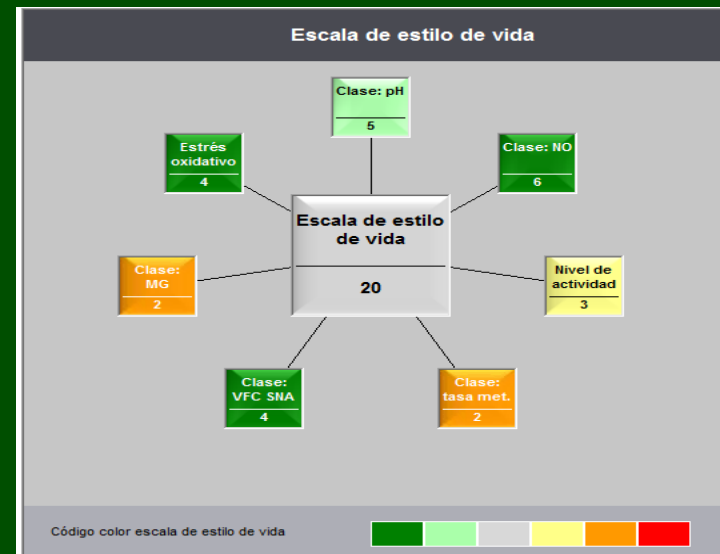 Escala de estilo de vida
Clase: pH
5
Estrés
oxidativo
4
Clase: NO
6
Escala de estilo
de vida
20
Clase:
MG
2
Nivel de
actividad
3
Clase:
VFC SNA
4
Clase:
tasa met.
2
Código color escala de estilo de vida